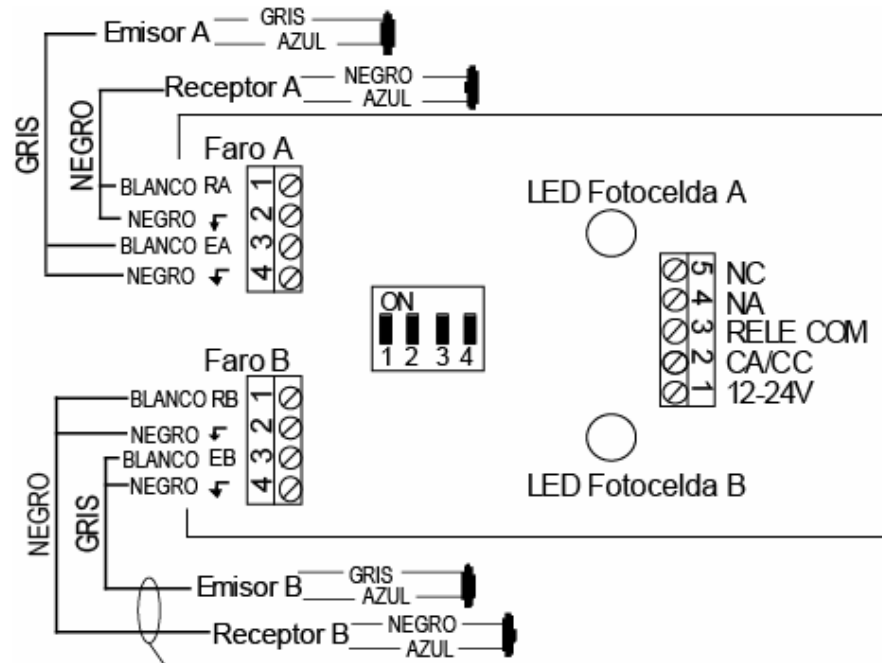 Emisor A GRIS
AZUL
Receptor A NEGRO
AZUL
GRIS
NEGRO
Faro A
BLANCO RA 1
NEGRO 2
BLANCO EA 3
NEGRO 4
LED Fotocelda A
ON
1 2 3 4
5 NC
4 NA
3 RELE COM
2 CA/CC
1 12-24V
Faro B
BLANCO RB 1
NEGRO 2
BLANCO EB 3
NEGRO 4
LED Fotocelda B
NEGRO
GRIS
Emisor B GRIS
AZUL
Receptor B NEGRO
AZUL